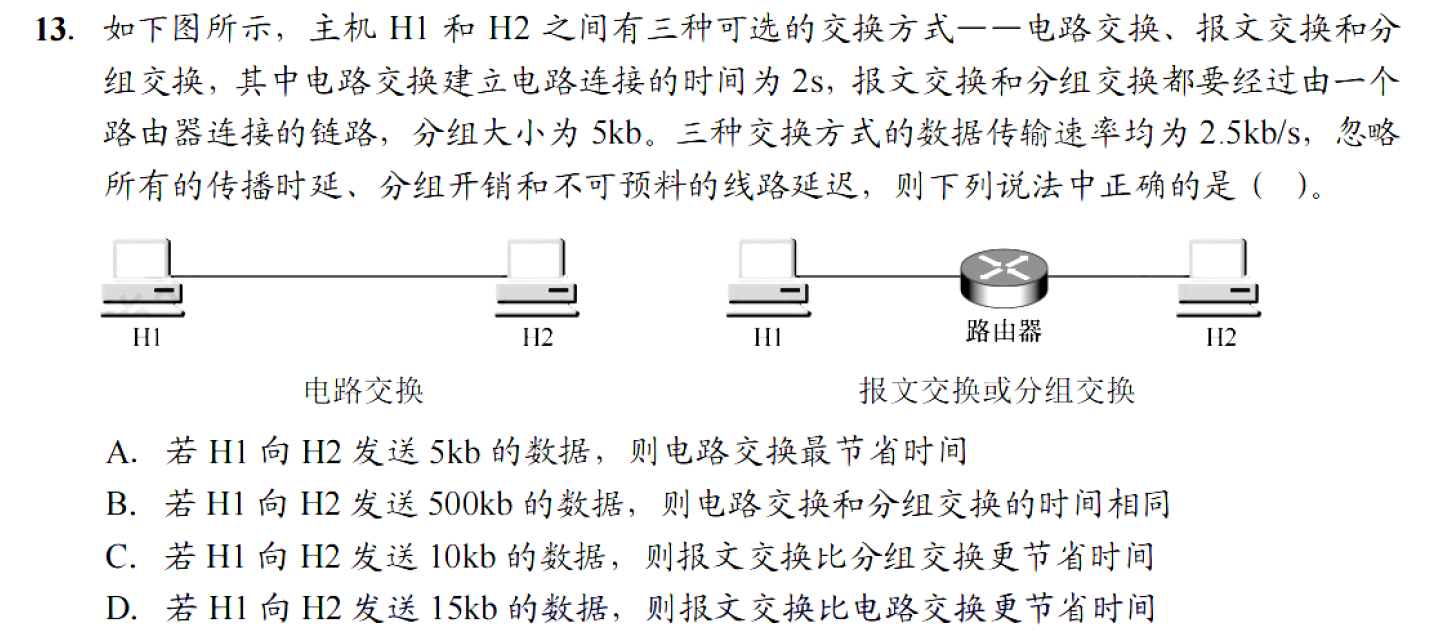 13. 如下图所示，主机 H1 和 H2 之间有三种可选的交换方式——电路交换、报文交换和分
组交换，其中电路交换建立电路连接的时间为 2s，报文交换和分组交换都要经过由一个
路由器连接的链路，分组大小为 5kb。三种交换方式的数据传输速率均为 2.5kb/s，忽略
所有的传播时延、分组开销和不可预料的线路延迟，则下列说法中正确的是（ ）。
H1 H2 H1 路由器 H2
电路交换 报文交换或分组交换
A. 若 H1 向 H2 发送 5kb 的数据，则电路交换最节省时间
B. 若 H1 向 H2 发送 500kb 的数据，则电路交换和分组交换的时间相同
C. 若 H1 向 H2 发送 10kb 的数据，则报文交换比分组交换更节省时间
D. 若 H1 向 H2 发送 15kb 的数据，则报文交换比电路交换更节省时间